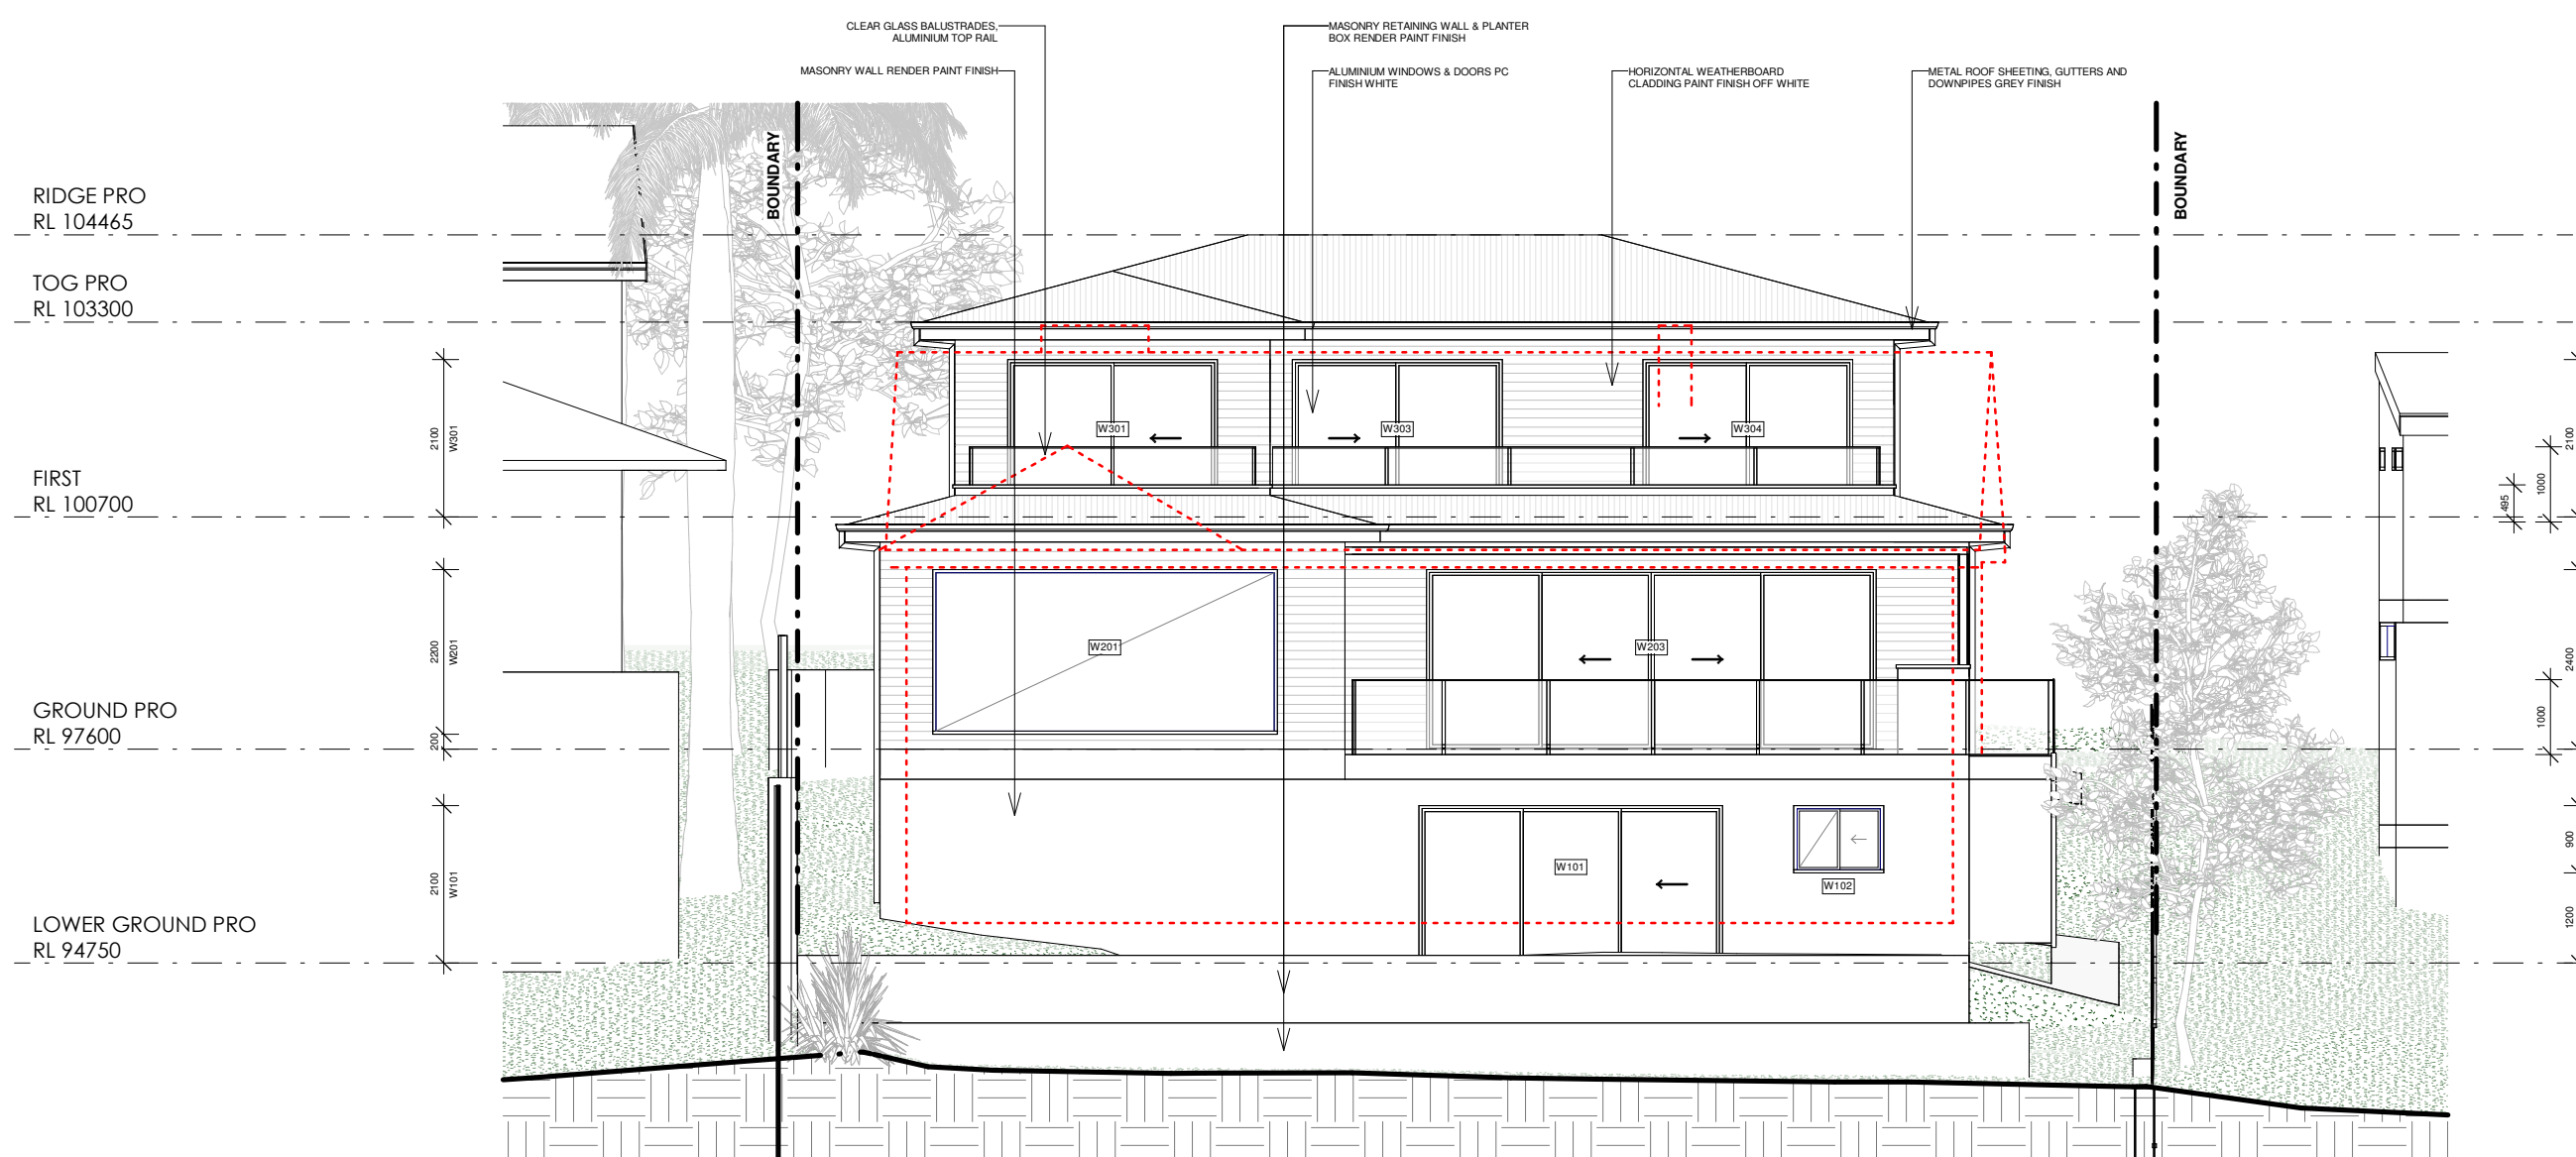 CLEAR GLASS BALUSTRADES,
ALUMINIUM TOP RAIL
MASONRY WALL RENDER PAINT FINISH
MASONRY RETAINING WALL & PLANTER
BOX RENDER PAINT FINISH
ALUMINIUM WINDOWS & DOORS PC
FINISH WHITE
HORIZONTAL WEATHERBOARD
CLADDING PAINT FINISH OFF WHITE
METAL ROOF SHEETING, GUTTERS AND
DOWNPIPES GREY FINISH
BOUNDARY
BOUNDARY
RIDGE PRO
RL 104465
TOG PRO
RL 103300
FIRST
RL 100700
GROUND PRO
RL 97600
LOWER GROUND PRO
RL 94750
2100
W301
2200
W201
200
2100
W101
W301
W303
W304
W201
W203
W101
W102
2100
1000
495
2400
1000
900
1200